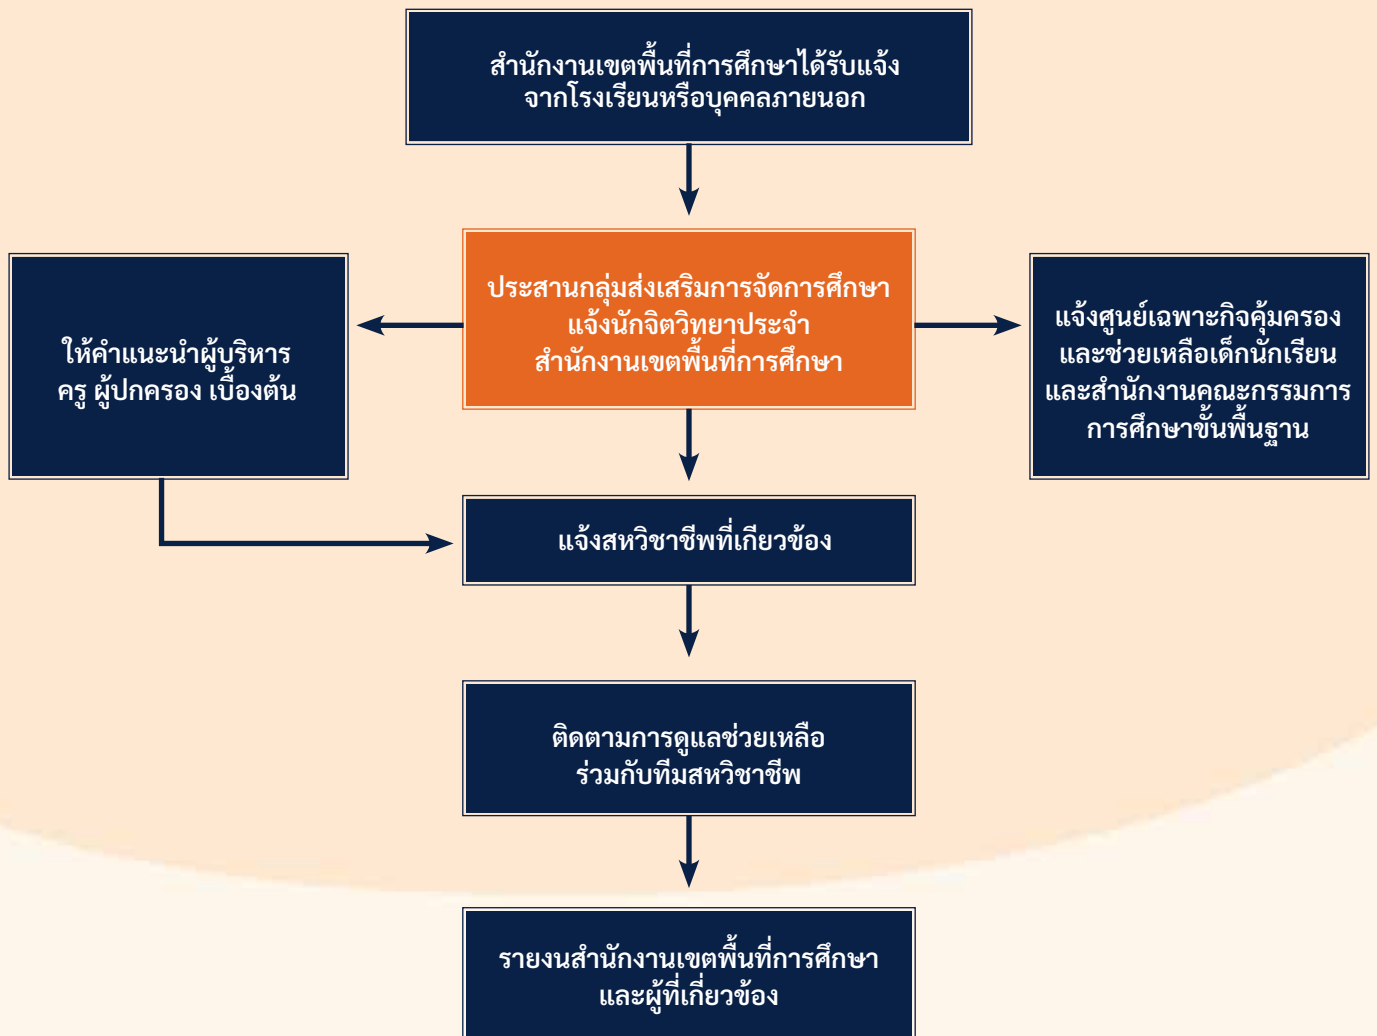 สำนักงานเขตพื้นที่การศึกษาได้รับแจ้ง
จากโรงเรียนหรือบุคคลภายนอก
ประสานกลุ่มส่งเสริมการจัดการศึกษา
แจ้งนักจิตวิทยาประจำ
สำนักงานเขตพื้นที่การศึกษา
ให้คำแนะนำผู้บริหาร
ครู ผู้ปกครอง เบื้องต้น
แจ้งศูนย์เฉพาะกิจคุ้มครอง
และช่วยเหลือเด็กนักเรียน
และสำนักงานคณะกรรมการ
การศึกษาขั้นพื้นฐาน
แจ้งสหวิชาชีพที่เกียวข้อง
ติดตามการดูแลช่วยเหลือ
ร่วมกับทีมสหวิชาชีพ
รายงนสำนักงานเขตพื้นที่การศึกษา
และผู้ที่เกี่ยวข้อง